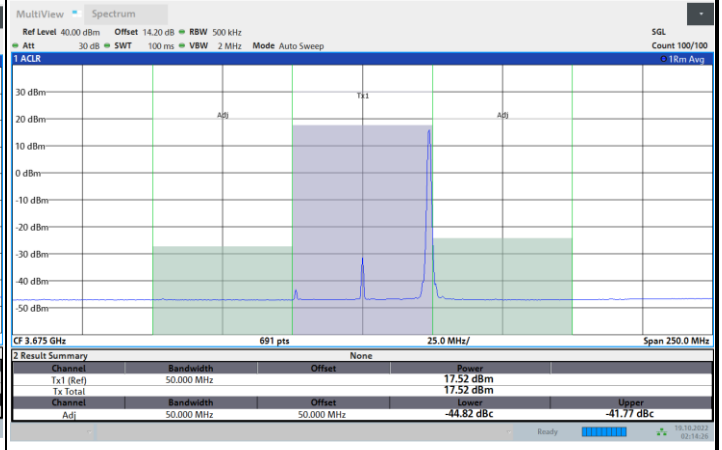 MultiView Spectrum
Ref Level 40.00 dBm Offset 14.20 dB RBW 500 kHz SGL
Att 30 dB SWT 100 ms VBW 2 MHz Mode Auto Sweep Count 100/100
1 ACLR 1Rm Avg
30 dBm
Tx1
20 dBm
Adj Adj
10 dBm
0 dBm
-10 dBm
-20 dBm
-30 dBm
-40 dBm
-50 dBm
CF 3.675 GHz 691 pts 25.0 MHz/ Span 250.0 MHz
2 Result Summary None
Channel Bandwidth Offset Power
Tx1 (Ref) 50.000 MHz 17.52 dBm
Tx Total 17.52 dBm
Channel Bandwidth Offset Lower Upper
Adj 50.000 MHz 50.000 MHz -44.82 dBc -41.77 dBc
Ready 19.10.2022
02:14:26